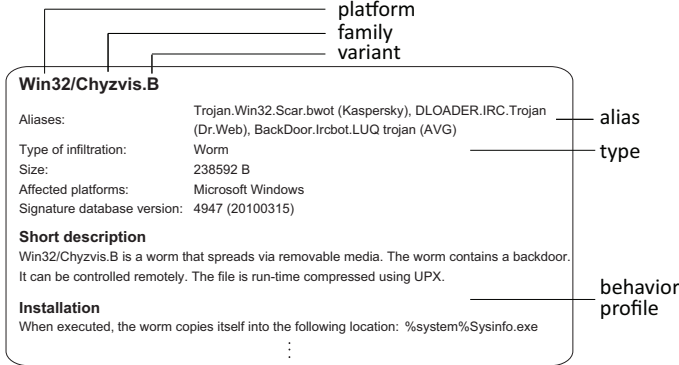 platform
family
variant
Win32/Chyzvis.B
Aliases: Trojan.Win32.Scar.bwot (Kaspersky), DLOADER.IRC.Trojan
(Dr.Web), BackDoor.Ircbot.LUQ trojan (AVG)
alias
Type of infiltration: Worm
type
Size: 238592 B
Affected platforms: Microsoft Windows
Signature database version: 4947 (20100315)
Short description
Win32/Chyzvis.B is a worm that spreads via removable media. The worm contains a backdoor.
It can be controlled remotely. The file is run-time compressed using UPX.
behavior
profile
Installation
When executed, the worm copies itself into the following location: %system%Sysinfo.exe
⋮